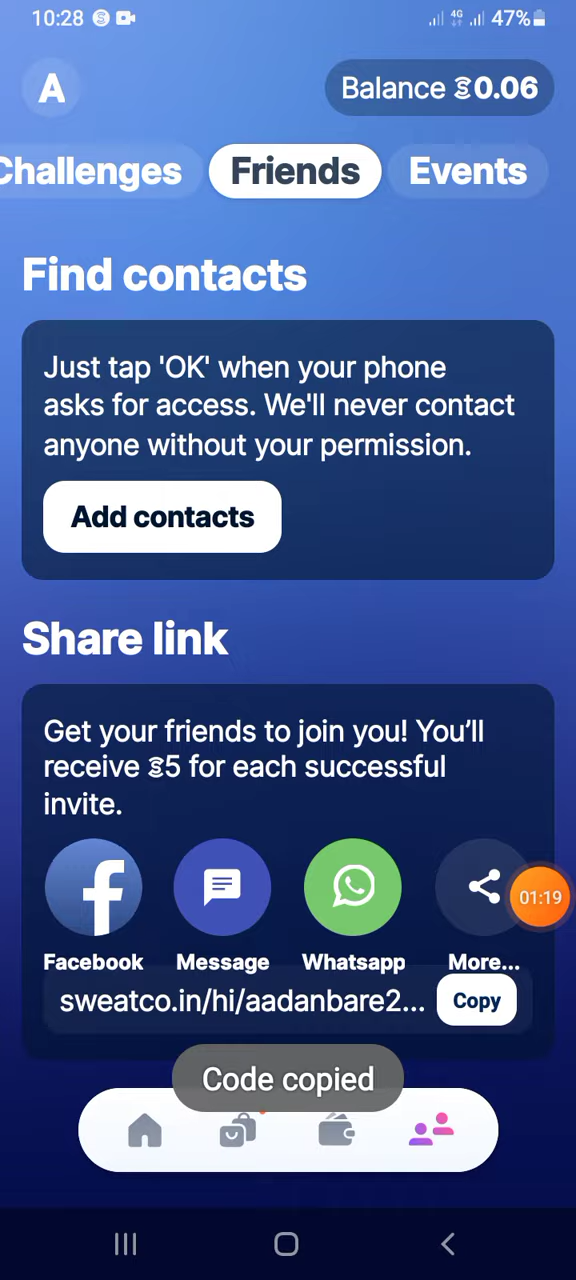 10:28 4G 47%
A Balance 0.06
Challenges Friends Events
Find contacts
Just tap 'OK' when your phone
asks for access. We'll never contact
anyone without your permission.
Add contacts
Share link
Get your friends to join you! You'll
receive 5 for each successful
invite.
01:19
Facebook Message Whatsapp More...
sweatco.in/hi/aadanbare2... Copy
Code copied